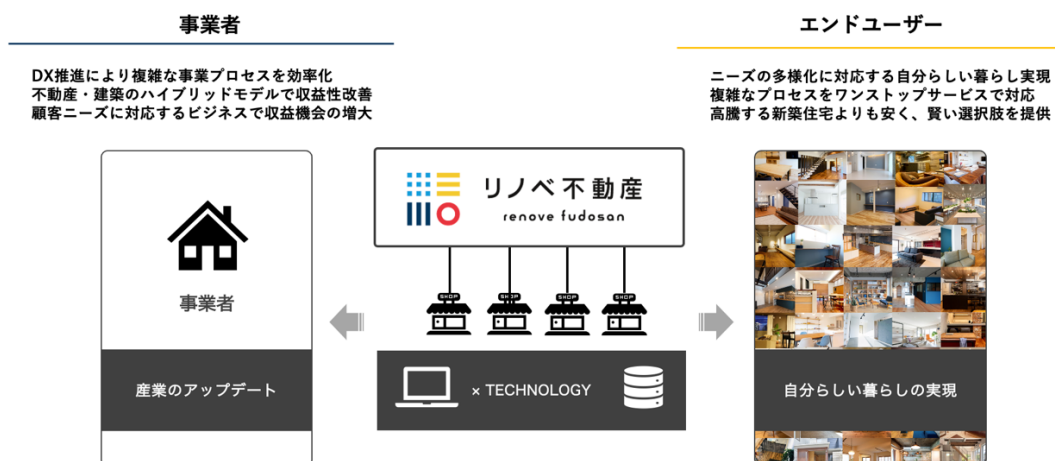 事業者
DX推進により複雑な事業プロセスを効率化
不動産・建築のハイブリッドモデルで収益性改善
顧客ニーズに対応するビジネスで収益機会の増大
事業者
産業のアップデート
リノベ不動産
renove fudosan
SHOP
SHOP
SHOP
SHOP
× TECHNOLOGY
エンドユーザー
ニーズの多様化に対応する自分らしい暮らし実現
複雑なプロセスをワンストップサービスで対応
高騰する新築住宅よりも安く、賢い選択肢を提供
自分らしい暮らしの実現